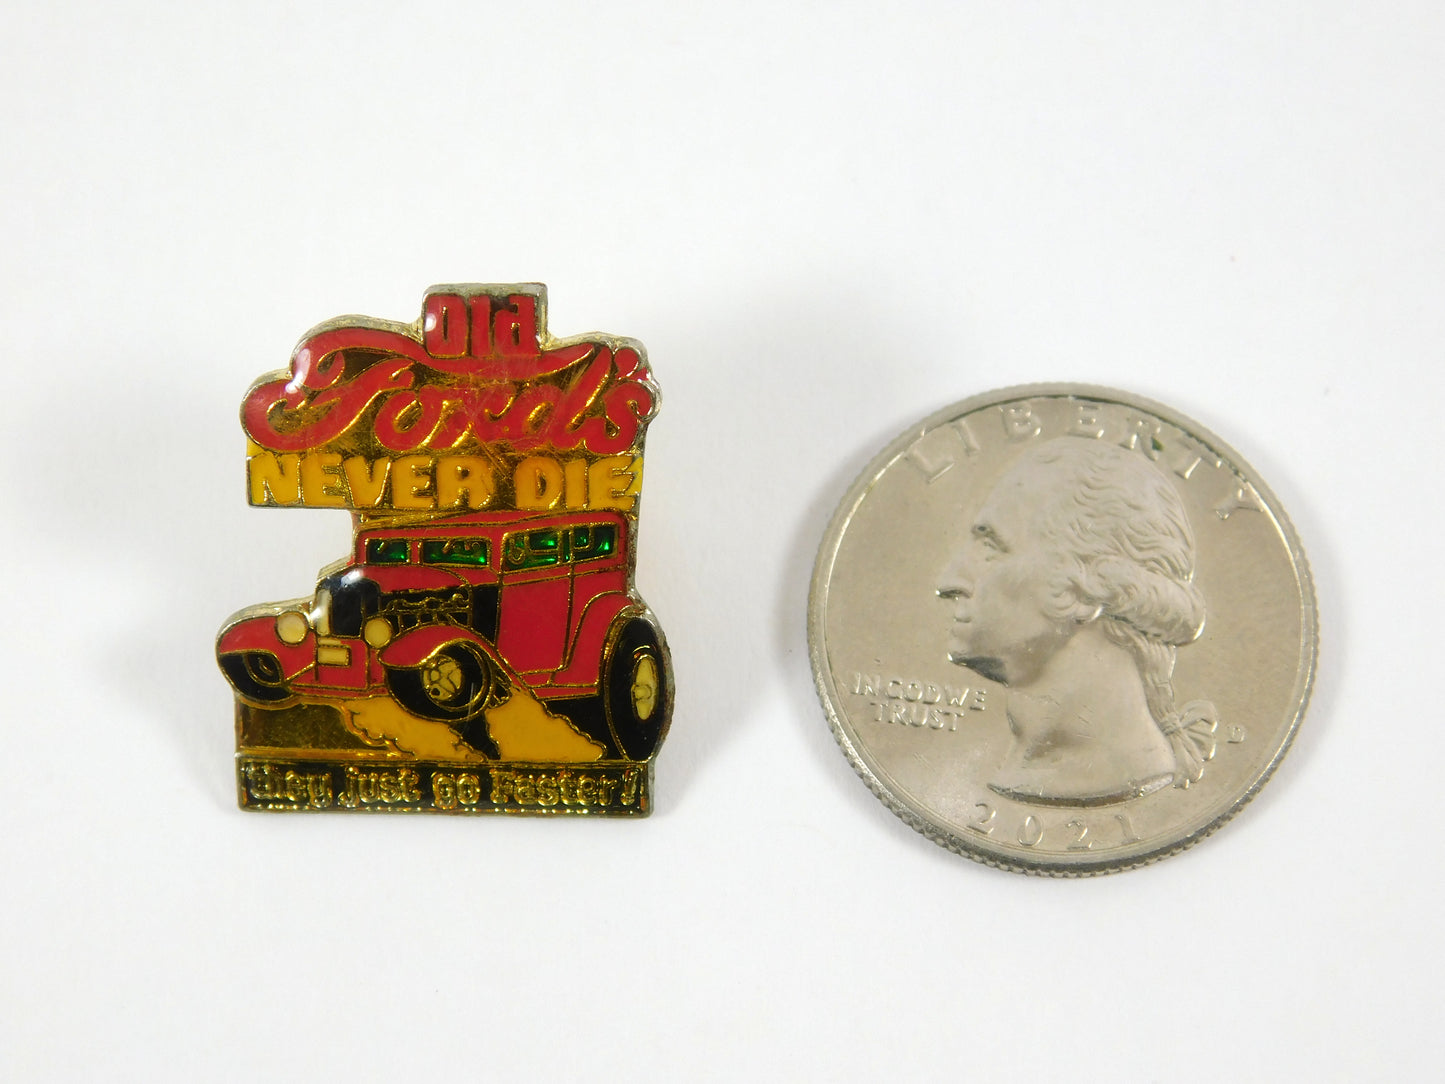 Old
Ford's
NEVER DIE
they just go Faster!
LIBERTY
IN GOD WE
TRUST
D
2021